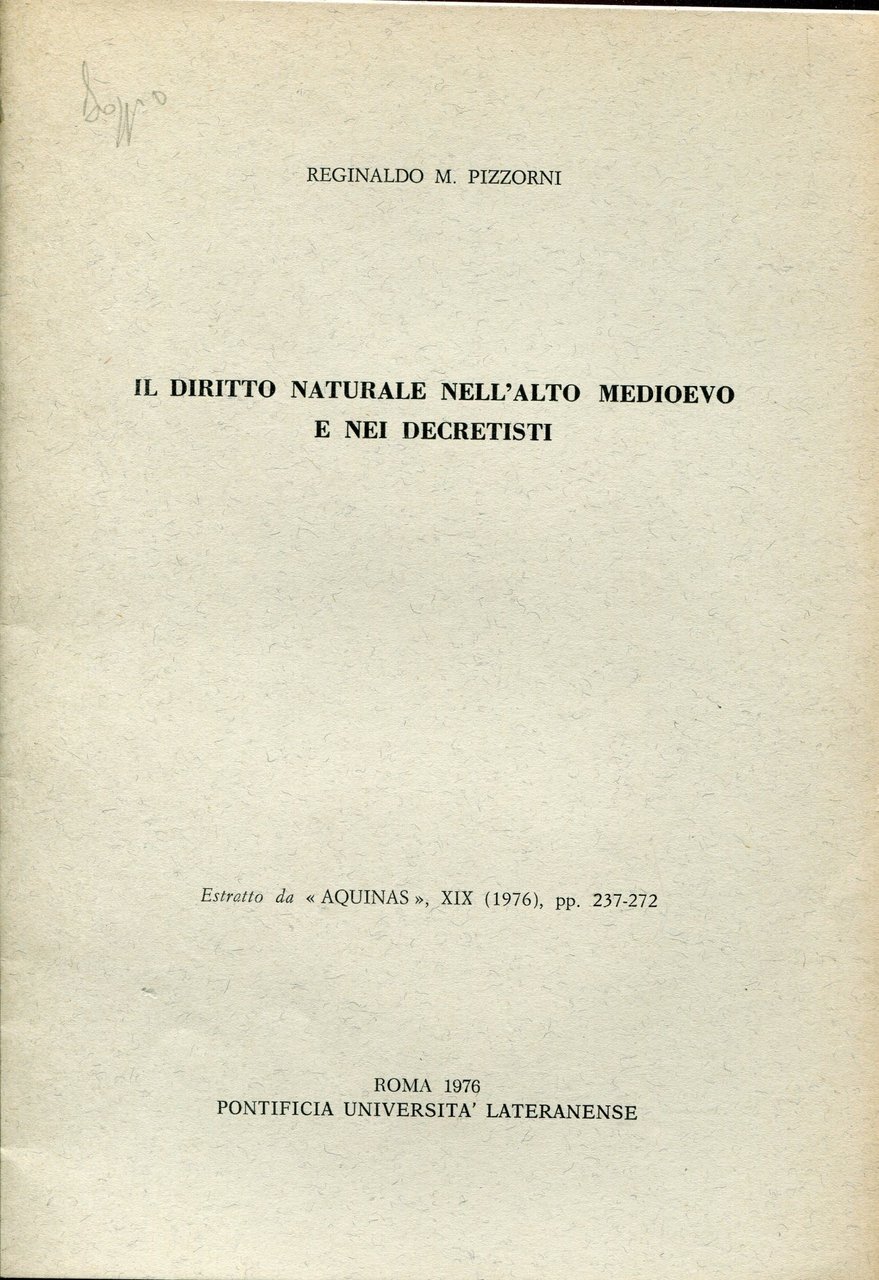 Doppio
REGINALDO M. PIZZORNI
IL DIRITTO NATURALE NELL'ALTO MEDIOEVO
E NEI DECRETISTI
Estratto da « AQUINAS », XIX (1976), pp. 237-272
ROMA 1976
PONTIFICIA UNIVERSITA' LATERANENSE